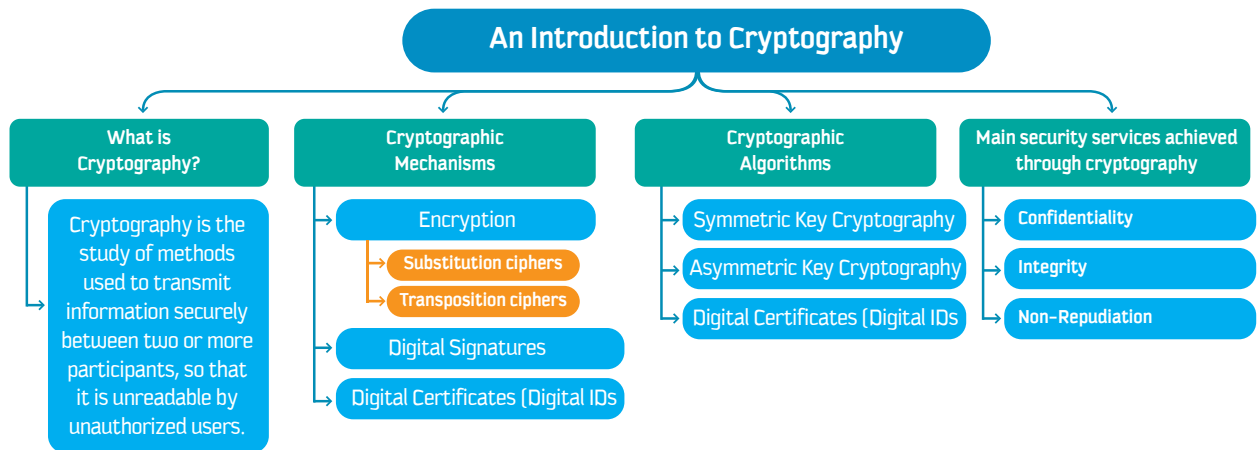 An Introduction to Cryptography
What is
Cryptography?
Cryptography is the
study of methods
used to transmit
information securely
between two or more
participants, so that
it is unreadable by
unauthorized users.
Cryptographic
Mechanisms
Encryption
Substitution ciphers
Transposition ciphers
Digital Signatures
Digital Certificates (Digital IDs
Cryptographic
Algorithms
Symmetric Key Cryptography
Asymmetric Key Cryptography
Digital Certificates (Digital IDs
Main security services achieved
through cryptography
Confidentiality
Integrity
Non-Repudiation